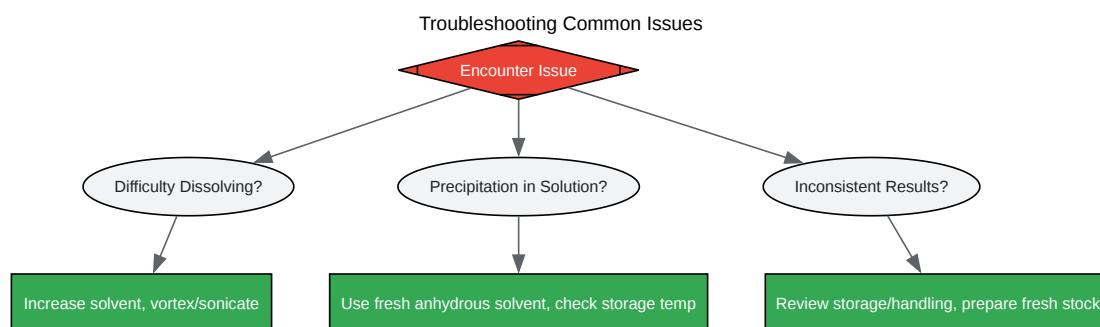 Troubleshooting Common Issues
Encounter Issue
Difficulty Dissolving?
Precipitation in Solution?
Inconsistent Results?
Increase solvent, vortex/sonicate
Use fresh anhydrous solvent, check storage temp
Review storage/handling, prepare fresh stock